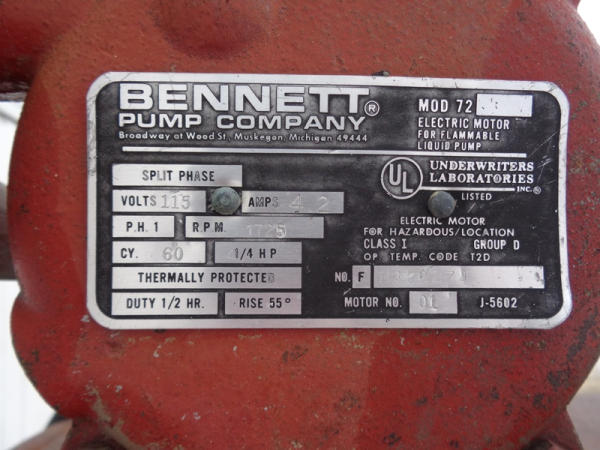 BENNETT®
PUMP COMPANY
Broadway at Wood St., Muskegon, Michigan 49444
MOD 72
ELECTRIC MOTOR
FOR FLAMMABLE
LIQUID PUMP
UL
UNDERWRITERS
LABORATORIES
INC.®
LISTED
SPLIT PHASE
VOLTS 115 AMPS 4 2
P.H. 1 R.P.M. 1725
CY. 60 1/4 HP
THERMALLY PROTECTED
DUTY 1/2 HR. RISE 55°
ELECTRIC MOTOR
FOR HAZARDOUS/LOCATION
CLASS I GROUP D
OP TEMP. CODE T2D
NO. F
MOTOR NO. 01 J-5602